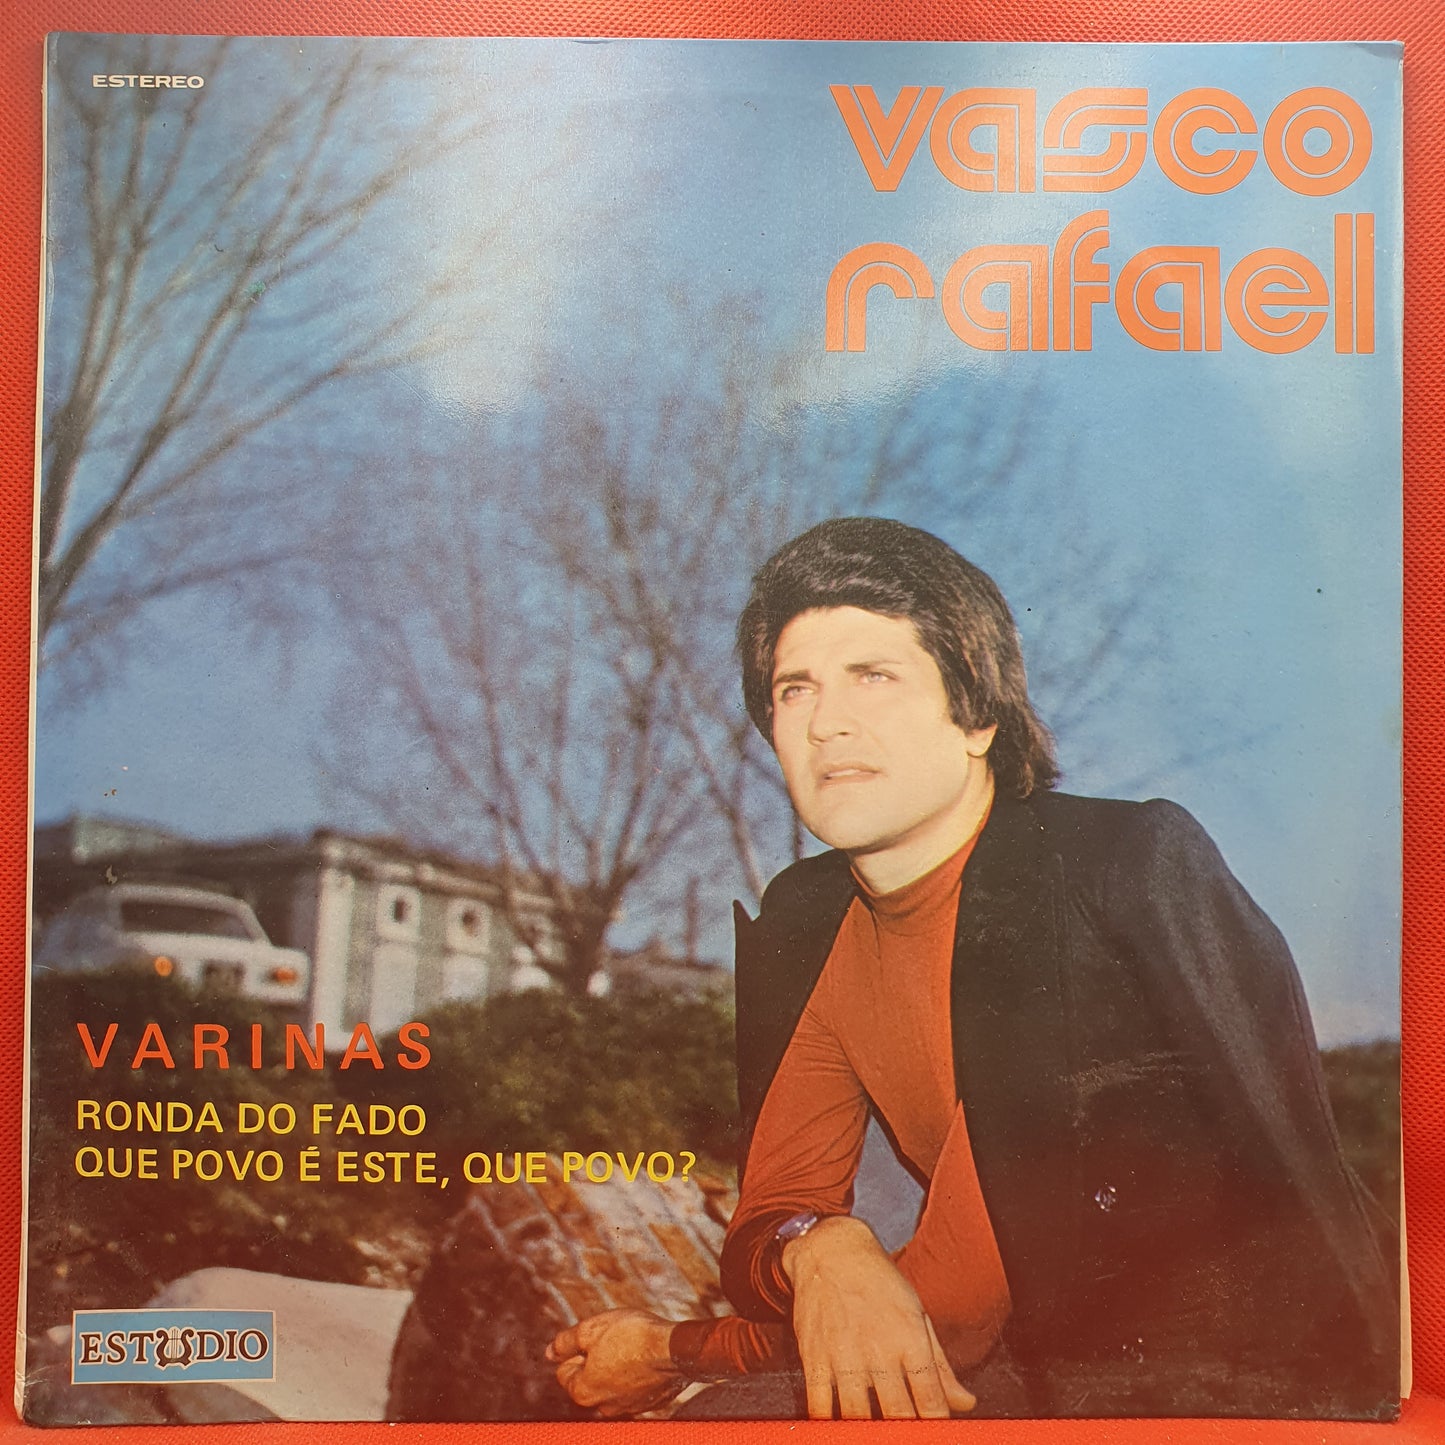 ESTEREO
vasco
rafael
VARINAS
RONDA DO FADO
QUE POVO É ESTE, QUE POVO?
ESTUDIO